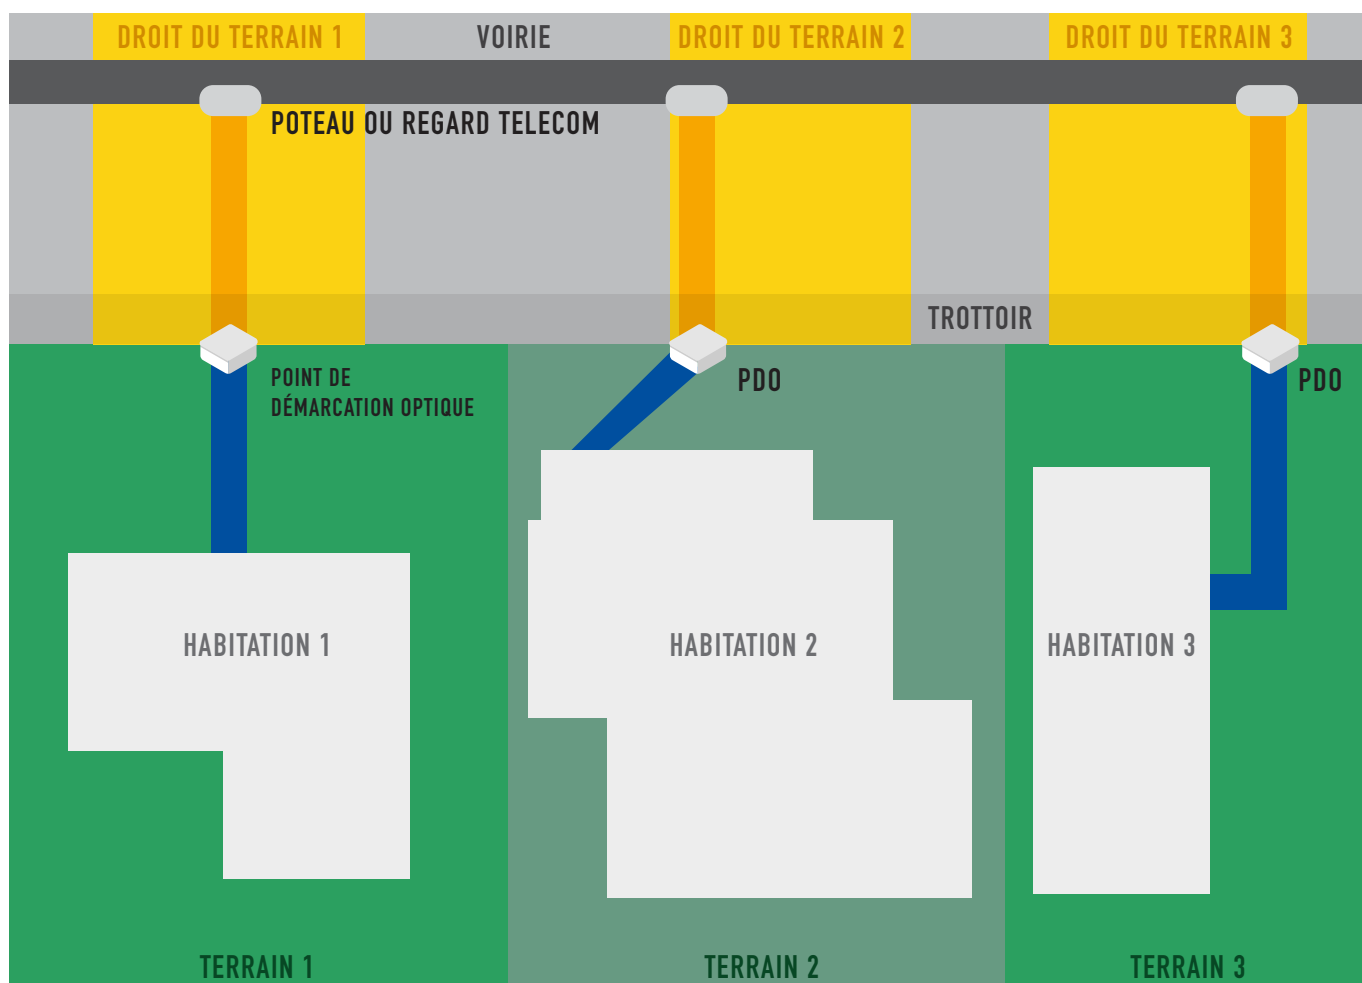 DROIT DU TERRAIN 1
VOIRIE
DROIT DU TERRAIN 2
DROIT DU TERRAIN 3
POTEAU OU REGARD TELECOM
TROTTOIR
POINT DE
DÉMARCATION OPTIQUE
PDO
PDO
HABITATION 1
HABITATION 2
HABITATION 3
TERRAIN 1
TERRAIN 2
TERRAIN 3